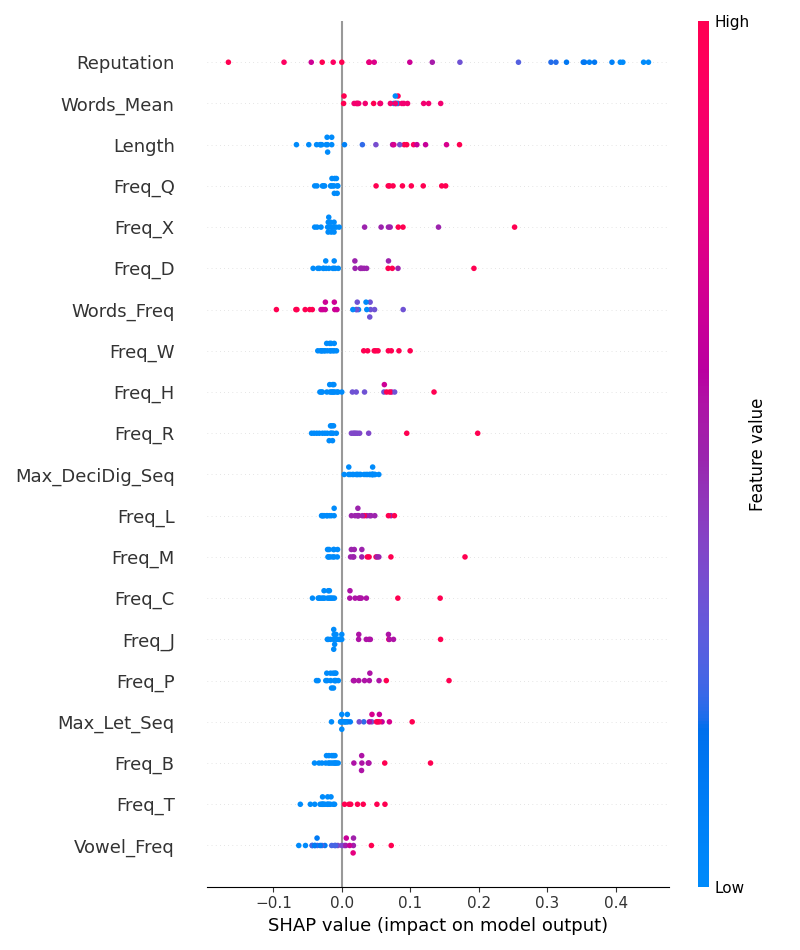 High
Reputation
Words_Mean
Length
Freq_Q
Freq_X
Freq_D
Words_Freq
Freq_W
Freq_H
Freq_R
Max_DeciDig_Seq
Freq_L
Freq_M
Freq_C
Freq_J
Freq_P
Max_Let_Seq
Freq_B
Freq_T
Vowel_Freq
Feature value
Low
−0.1 0.0 0.1 0.2 0.3 0.4
SHAP value (impact on model output)